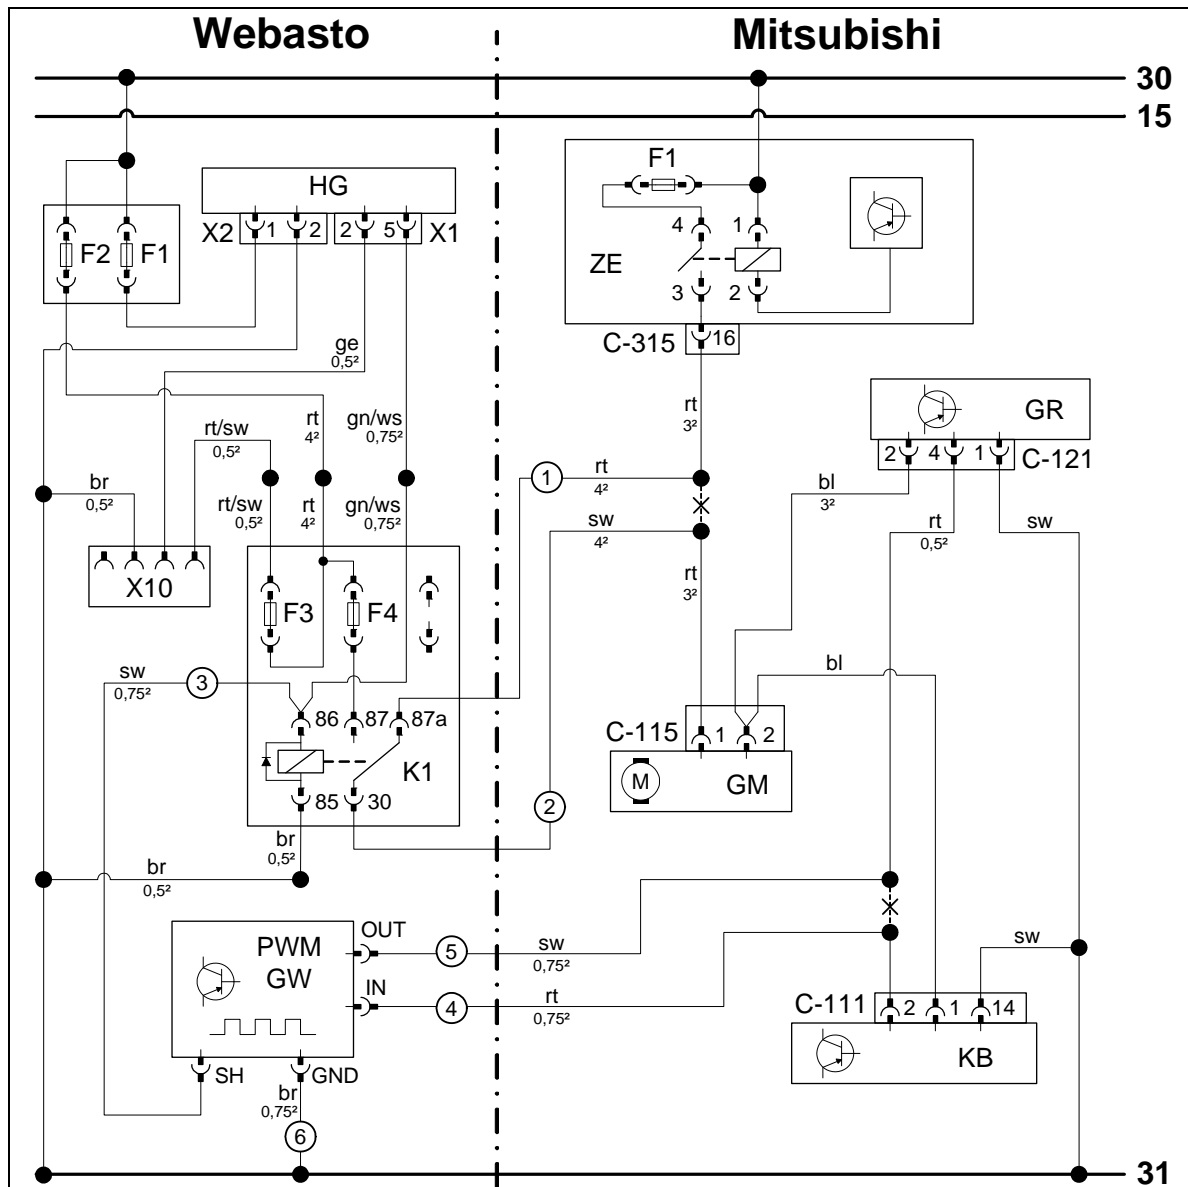 Webasto
Mitsubishi
30
15
HG
X2 1 2 2 5 X1
F2 F1
F1
4 1
ZE
3 2
C-315 16
ge
0,5²
rt
3²
GR
2 4 1 C-121
rt/sw
0,5²
rt
4²
gn/ws
0,75²
br
0,5²
rt/sw
0,5²
rt
4²
gn/ws
0,75²
1
rt
4²
sw
4²
bl
3²
rt
0,5²
sw
X10
F3 F4
rt
3²
sw
0,75²
3
bl
86 87 87a
K1
85 30
C-115 1 2
M GM
2
br
0,5²
br
0,5²
PWM
GW
OUT
IN
5
sw
0,75²
4
rt
0,75²
sw
C-111 2 1 14
KB
SH GND
br
0,75²
6
31